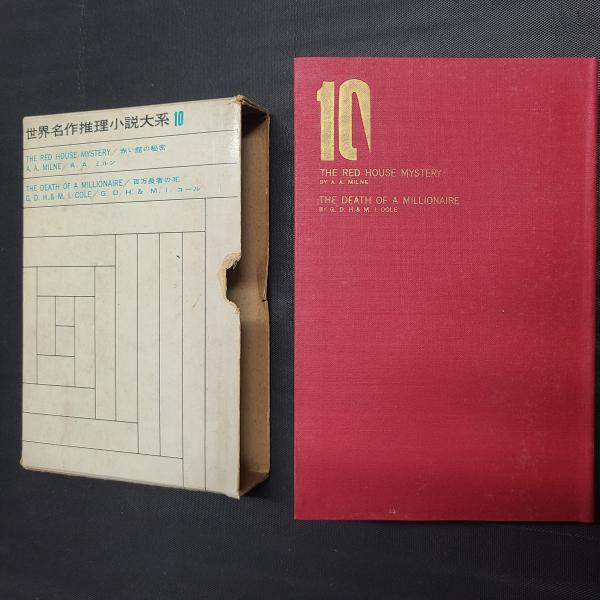 世界名作推理小説大系10
THE RED HOUSE MYSTERY／赤い館の秘密
A. A. MILNE／A. A. ミルン
THE DEATH OF A MILLIONAIRE／百万長者の死
G. D. H. & M. I. COLE／G. D. H. & M. I. コール
10
THE RED HOUSE MYSTERY
BY A. A. MILNE
THE DEATH OF A MILLIONAIRE
BY G. D. H. & M. I. COLE